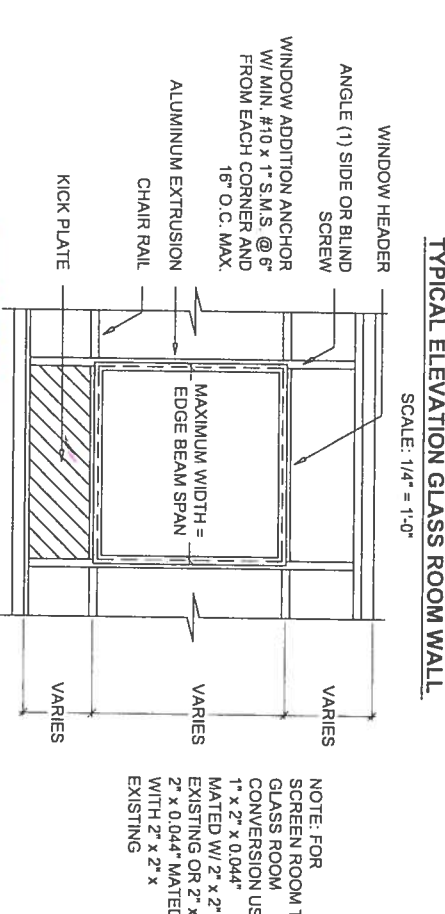 TYPICAL ELEVATION GLASS ROOM WALL
SCALE: 1/4" = 1'-0"
WINDOW HEADER
ANGLE (1) SIDE OR BLIND
SCREW
WINDOW ADDITION ANCHOR
W/ MIN. #10 x 1" S.M.S. @ 6"
FROM EACH CORNER AND
16" O.C. MAX.
ALUMINUM EXTRUSION
CHAIR RAIL
KICK PLATE
MAXIMUM WIDTH =
EDGE BEAM SPAN
VARIES
VARIES
VARIES
NOTE: FOR
SCREEN ROOM
GLASS ROOM
CONVERSION
1" x 2" x 0.044"
MATED W/ 2" x 2"
EXISTING OR 2" x
2" x 0.044" MATED
WITH 2" x 2" x
EXISTING